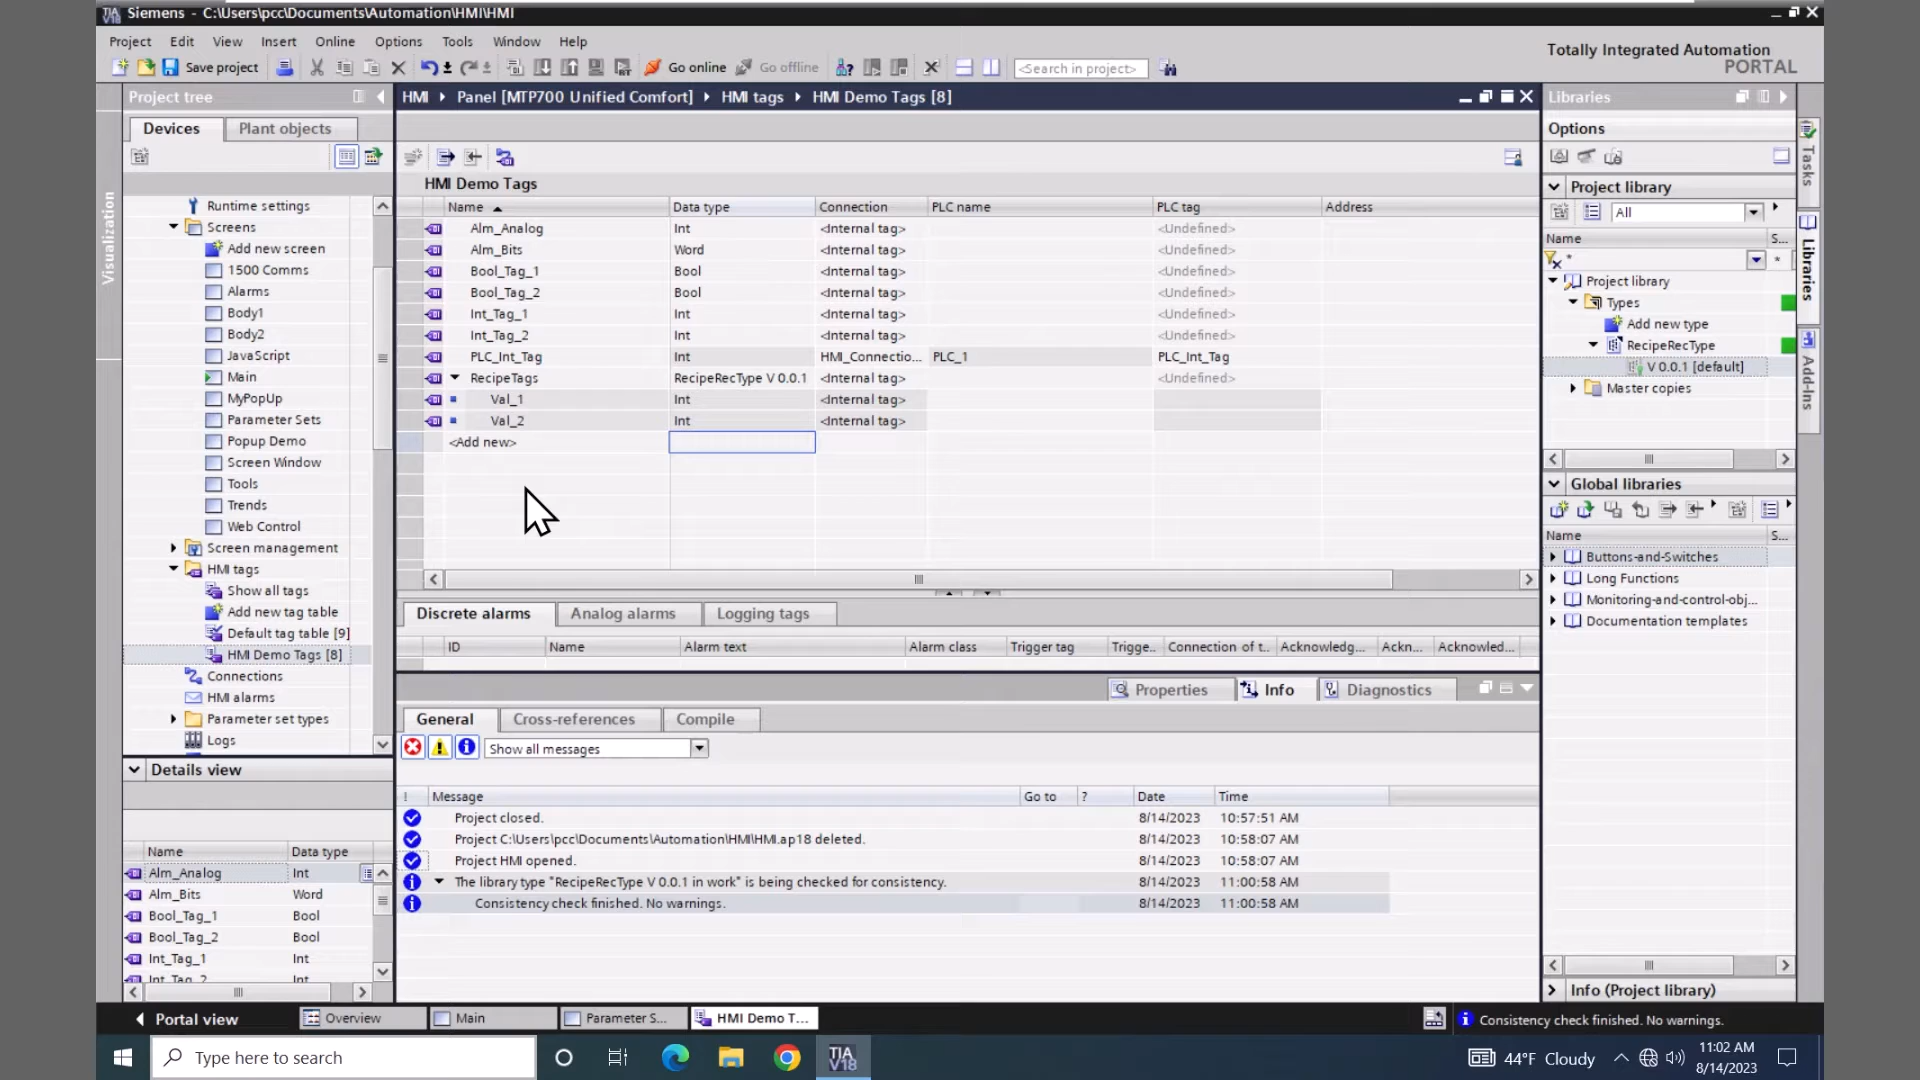 Siemens - C:\Users\pcc\Documents\Automation\HMI\HMI
Project Edit View Insert Online Options Tools Window Help
Totally Integrated Automation
PORTAL
Save project
Go online
Go offline
<Search in project>
Project tree
HMI Panel [MTP700 Unified Comfort] HMI tags HMI Demo Tags [8]
Libraries
Devices
Plant objects
Options
Visualization
Runtime settings
Screens
Add new screen
1500 Comms
Alarms
Body1
Body2
JavaScript
Main
MyPopUp
Parameter Sets
Popup Demo
Screen Window
Tools
Trends
Web Control
Screen management
HMI tags
Show all tags
Add new tag table
Default tag table [9]
HMI Demo Tags [8]
Connections
HMI alarms
Parameter set types
Logs
Details view
Name Data type
Alm_Analog Int
Alm_Bits Word
Bool_Tag_1 Bool
Bool_Tag_2 Bool
Int_Tag_1 Int
Int_Tag_2 Int
HMI Demo Tags
Name Data type Connection PLC name PLC tag Address
Alm_Analog Int <Internal tag> <Undefined>
Alm_Bits Word <Internal tag> <Undefined>
Bool_Tag_1 Bool <Internal tag> <Undefined>
Bool_Tag_2 Bool <Internal tag> <Undefined>
Int_Tag_1 Int <Internal tag> <Undefined>
Int_Tag_2 Int <Internal tag> <Undefined>
PLC_Int_Tag Int HMI_Connectio... PLC_1 PLC_Int_Tag
RecipeTags RecipeRecType V 0.0.1 <Internal tag> <Undefined>
Val_1 Int <Internal tag>
Val_2 Int <Internal tag>
<Add new>
Discrete alarms Analog alarms Logging tags
ID Name Alarm text Alarm class Trigger tag Trigge.. Connection of t.. Acknowledg... Ackn... Acknowled...
Properties Info Diagnostics
General Cross-references Compile
Show all messages
! Message Go to ? Date Time
Project closed. 8/14/2023 10:57:51 AM
Project C:\Users\pcc\Documents\Automation\HMI\HMI.ap18 deleted. 8/14/2023 10:58:07 AM
Project HMI opened. 8/14/2023 10:58:07 AM
The library type "RecipeRecType V 0.0.1 in work" is being checked for consistency. 8/14/2023 11:00:58 AM
Consistency check finished. No warnings. 8/14/2023 11:00:58 AM
Project library
All
Name S...
*
Project library
Types
Add new type
RecipeRecType
V 0.0.1 [default]
Master copies
Global libraries
Name S...
Buttons-and-Switches
Long Functions
Monitoring-and-control-obj...
Documentation templates
Info (Project library)
Tasks
Libraries
Add-Ins
Portal view
Overview
Main
Parameter S...
HMI Demo T...
Consistency check finished. No warnings.
Type here to search
TIA
V18
44°F Cloudy
11:02 AM
8/14/2023